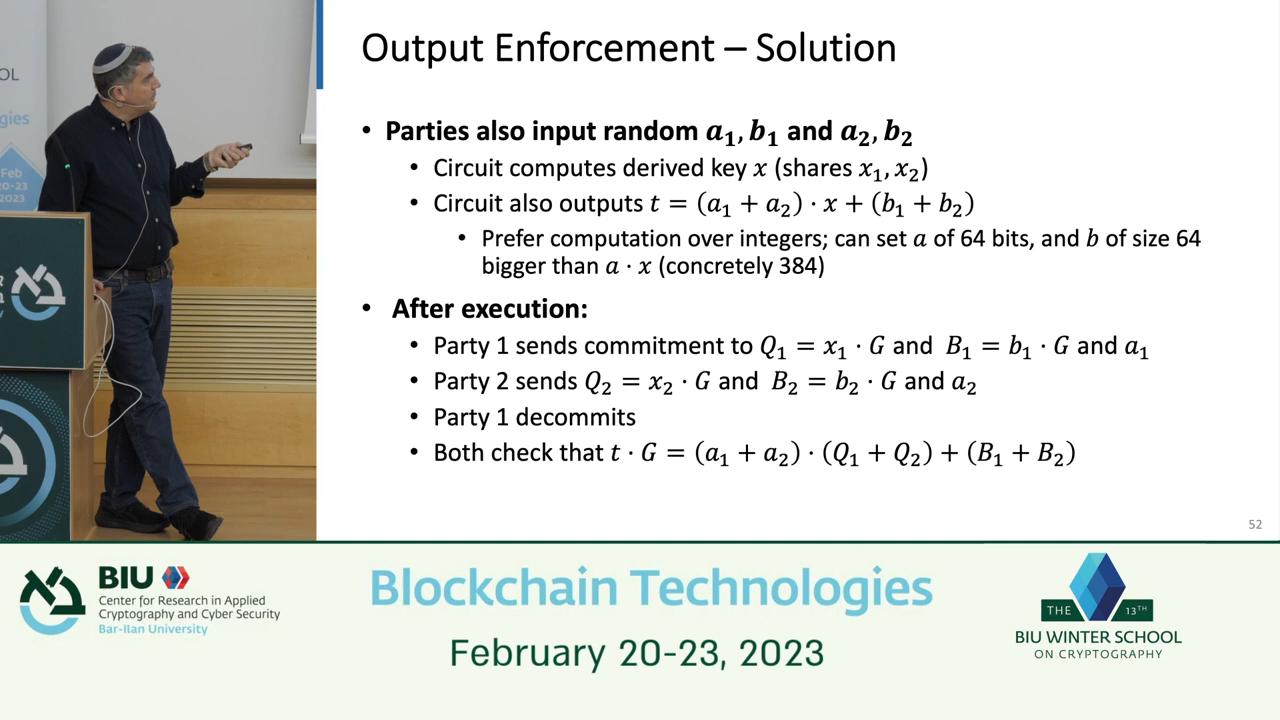 OL
gies
Feb
20-23
2023
Output Enforcement – Solution
• Parties also input random a₁, b₁ and a₂, b₂
• Circuit computes derived key x (shares x₁, x₂)
• Circuit also outputs t = (a₁ + a₂) · x + (b₁ + b₂)
• Prefer computation over integers; can set a of 64 bits, and b of size 64
bigger than a · x (concretely 384)
• After execution:
• Party 1 sends commitment to Q₁ = x₁ · G and B₁ = b₁ · G and a₁
• Party 2 sends Q₂ = x₂ · G and B₂ = b₂ · G and a₂
• Party 1 decommits
• Both check that t · G = (a₁ + a₂) · (Q₁ + Q₂) + (B₁ + B₂)
52
BIU
Center for Research in Applied
Cryptography and Cyber Security
Bar-Ilan University
Blockchain Technologies
February 20-23, 2023
THE 13TH
BIU WINTER SCHOOL
ON CRYPTOGRAPHY